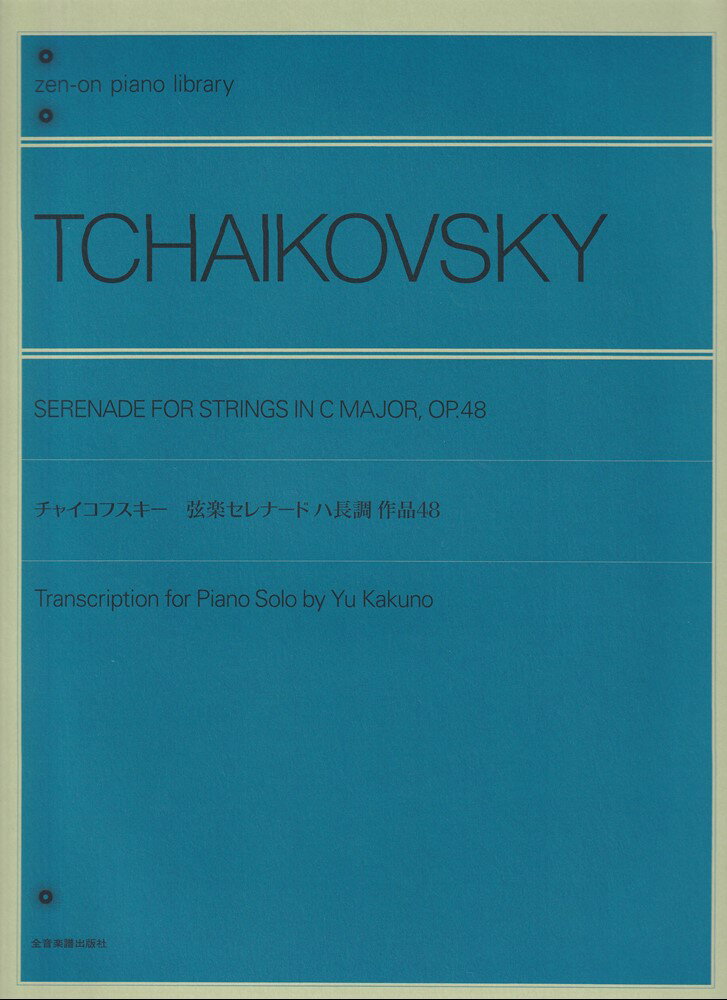 zen-on piano library
TCHAIKOVSKY
SERENADE FOR STRINGS IN C MAJOR, OP.48
チャイコフスキー　弦楽セレナード ハ長調 作品48
Transcription for Piano Solo by Yu Kakuno
全音楽譜出版社